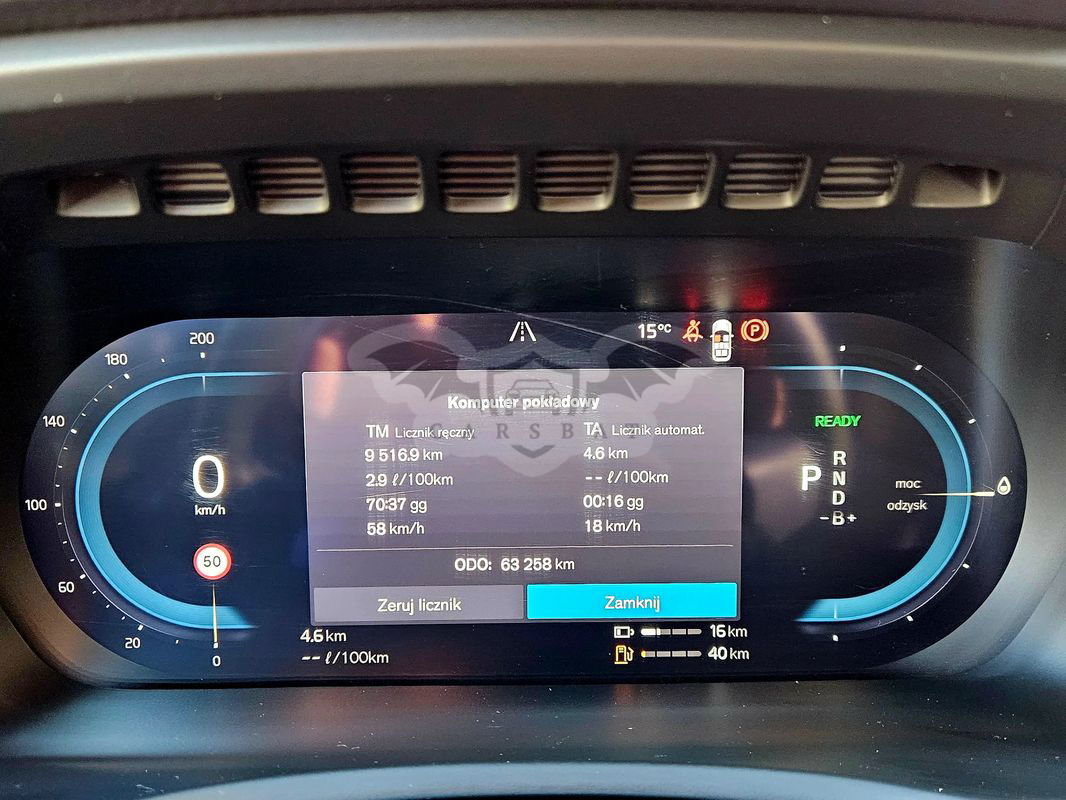 200
180
140
100
60
20
0
0
km/h
50
15°C
P
Komputer pokładowy
CARSBAT
TM Licznik ręczny
9 516.9 km
2.9 ℓ/100km
70:37 gg
58 km/h
TA Licznik automat.
4.6 km
-- ℓ/100km
00:16 gg
18 km/h
ODO: 63 258 km
Zeruj licznik
Zamknij
4.6 km
-- ℓ/100km
16 km
40 km
READY
P
R
N
D
-B+
moc
odzysk